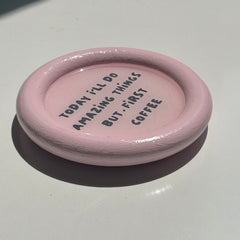 TODAY i'LL DO
AMAZING THINGS
BUT, FiRST
COFFEE